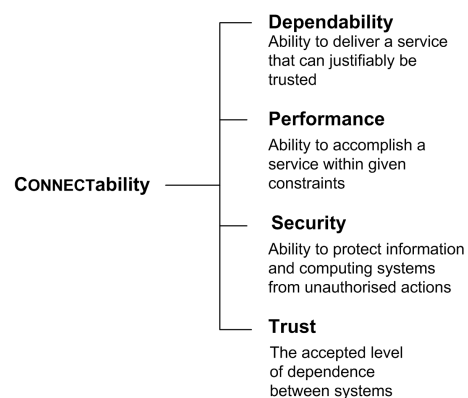 Dependability
Ability to deliver a service
that can justifiably be
trusted
Performance
Ability to accomplish a
service within given
constraints
CONNECTability
Security
Ability to protect information
and computing systems
from unauthorised actions
Trust
The accepted level
of dependence
between systems